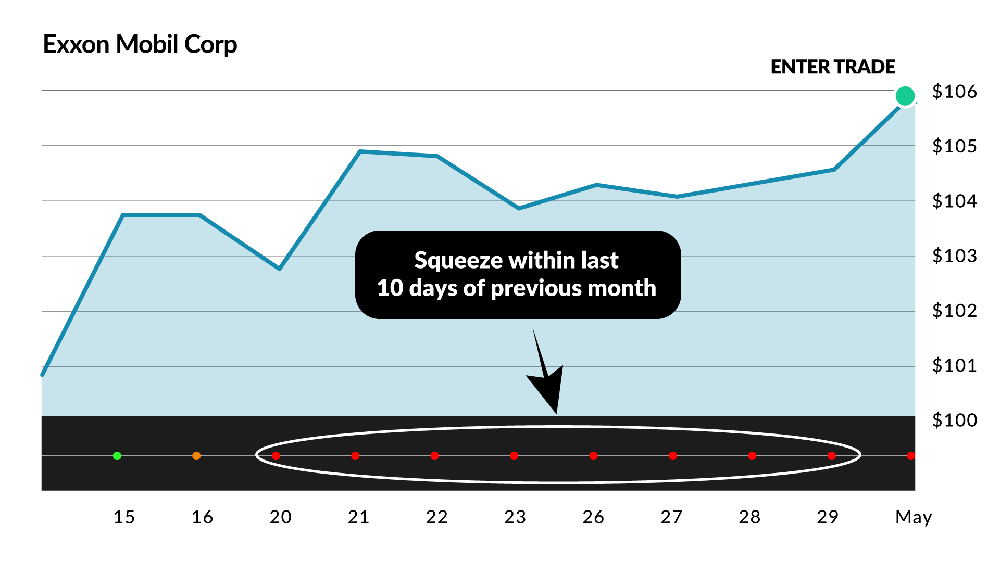 Exxon Mobil Corp
ENTER TRADE
$106
$105
$104
$103
$102
$101
$100
Squeeze within last
10 days of previous month
15 16 20 21 22 23 26 27 28 29 May